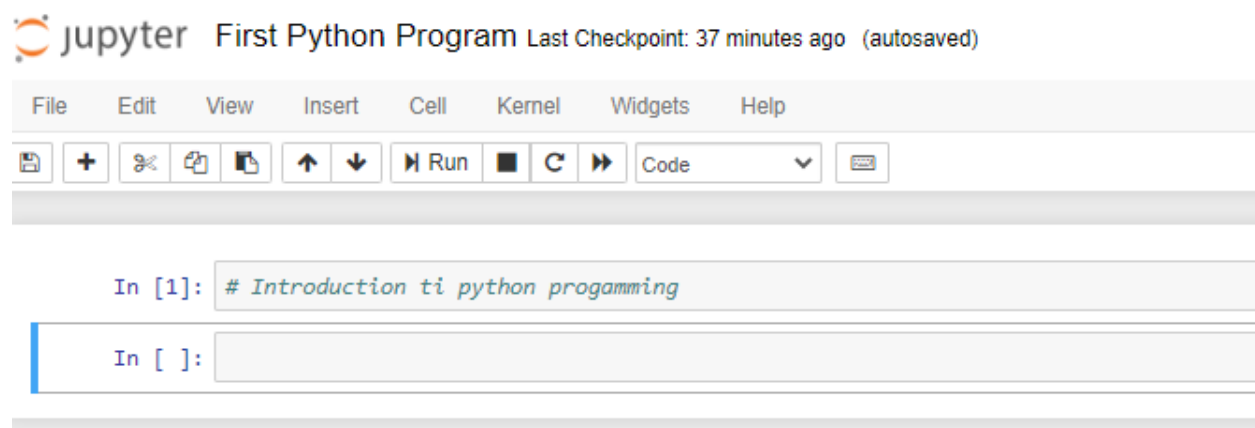 jupyter First Python Program Last Checkpoint: 37 minutes ago (autosaved)
File Edit View Insert Cell Kernel Widgets Help
Run Code
In [1]: # Introduction ti python progamming
In [ ]: